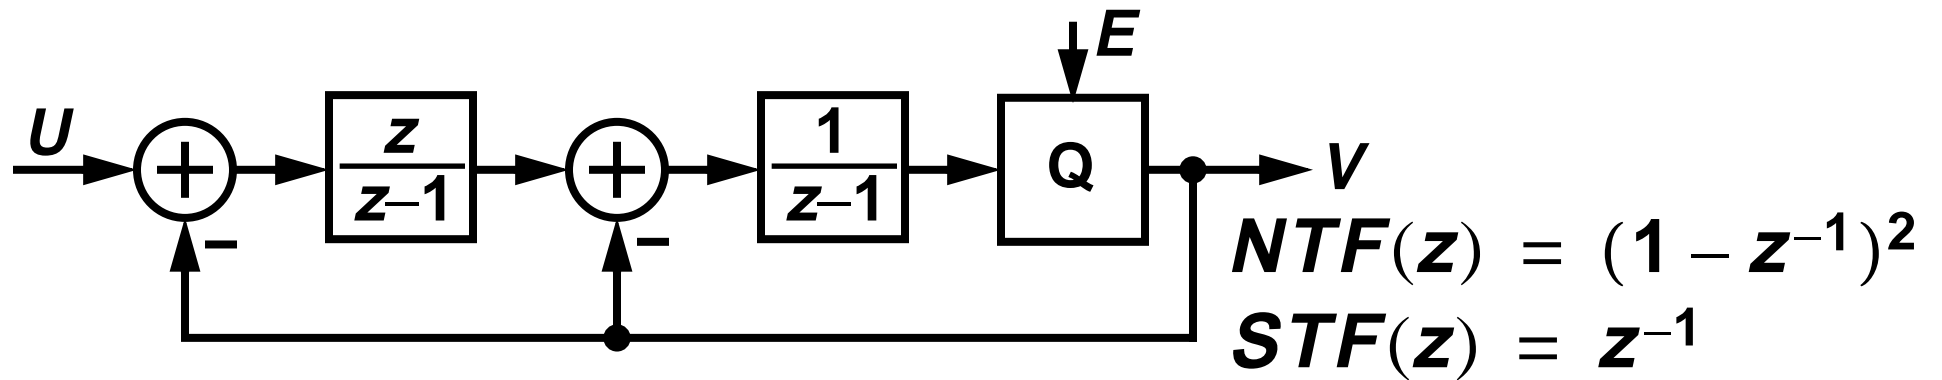 E
U
z
z−1
1
z−1
Q
V
−
−
NTF(z) = (1 − z⁻¹)²
STF(z) = z⁻¹